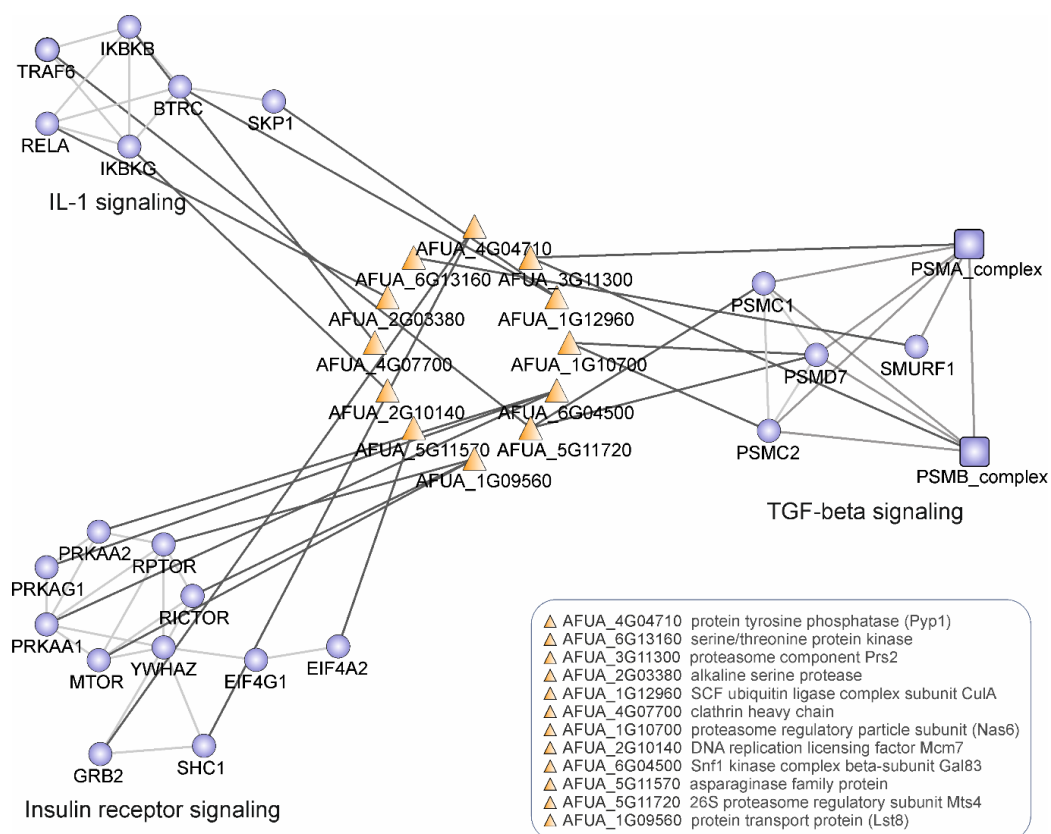 IKBKB
TRAF6
BTRC
SKP1
RELA
IKBKG
IL-1 signaling
AFUA_4G04710
AFUA_6G13160
AFUA_3G11300
AFUA_2G03380
AFUA_1G12960
AFUA_4G07700
AFUA_1G10700
AFUA_2G10140
AFUA_6G04500
AFUA_5G11570
AFUA_5G11720
AFUA_1G09560
PSMA_complex
PSMC1
SMURF1
PSMD7
PSMC2
PSMB_complex
TGF-beta signaling
PRKAA2
RPTOR
PRKAG1
RICTOR
PRKAA1
YWHAZ
MTOR
EIF4G1
EIF4A2
GRB2
SHC1
Insulin receptor signaling
AFUA_4G04710 protein tyrosine phosphatase (Pyp1)
AFUA_6G13160 serine/threonine protein kinase
AFUA_3G11300 proteasome component Prs2
AFUA_2G03380 alkaline serine protease
AFUA_1G12960 SCF ubiquitin ligase complex subunit CulA
AFUA_4G07700 clathrin heavy chain
AFUA_1G10700 proteasome regulatory particle subunit (Nas6)
AFUA_2G10140 DNA replication licensing factor Mcm7
AFUA_6G04500 Snf1 kinase complex beta-subunit Gal83
AFUA_5G11570 asparaginase family protein
AFUA_5G11720 26S proteasome regulatory subunit Mts4
AFUA_1G09560 protein transport protein (Lst8)